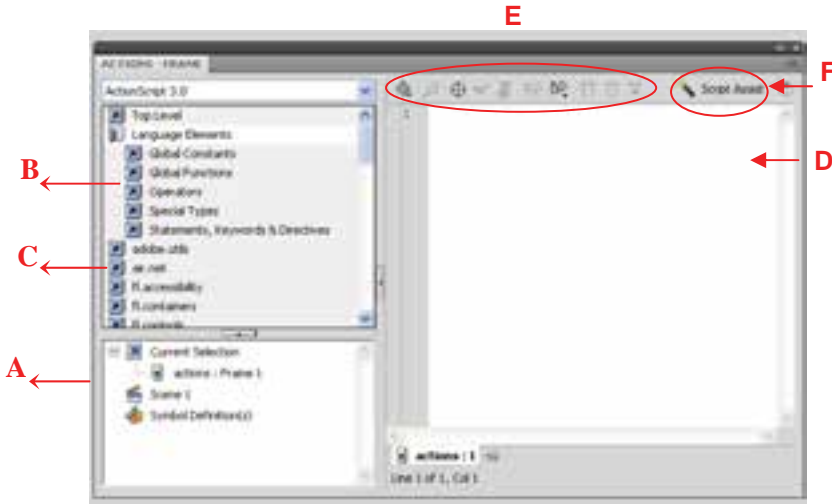 E
ACTIONS - FRAME
F
ActionScript 3.0
Script Assist
1
Top Level
Language Elements
Global Constants
B
Global Functions
D
Operators
Special Types
Statements, Keywords & Directives
adobe.utils
C
air.net
fl.accessibility
fl.containers
fl.controls
Current Selection
actions : Frame 1
A
Scene 1
Symbol Definition(s)
actions : 1
Line 1 of 1, Col 1